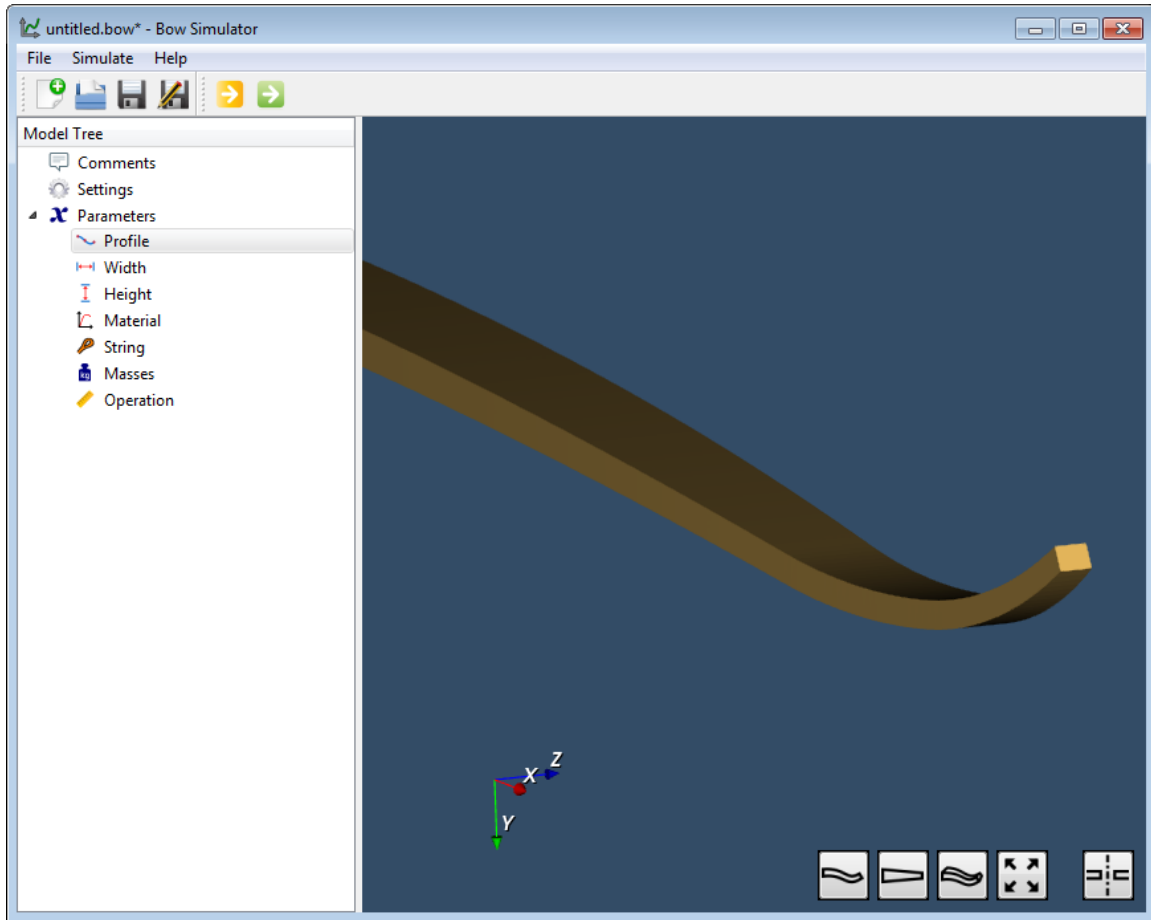 untitled.bow* - Bow Simulator
File Simulate Help
Model Tree
Comments
Settings
Parameters
Profile
Width
Height
Material
String
kg Masses
Operation
Z
X
Y